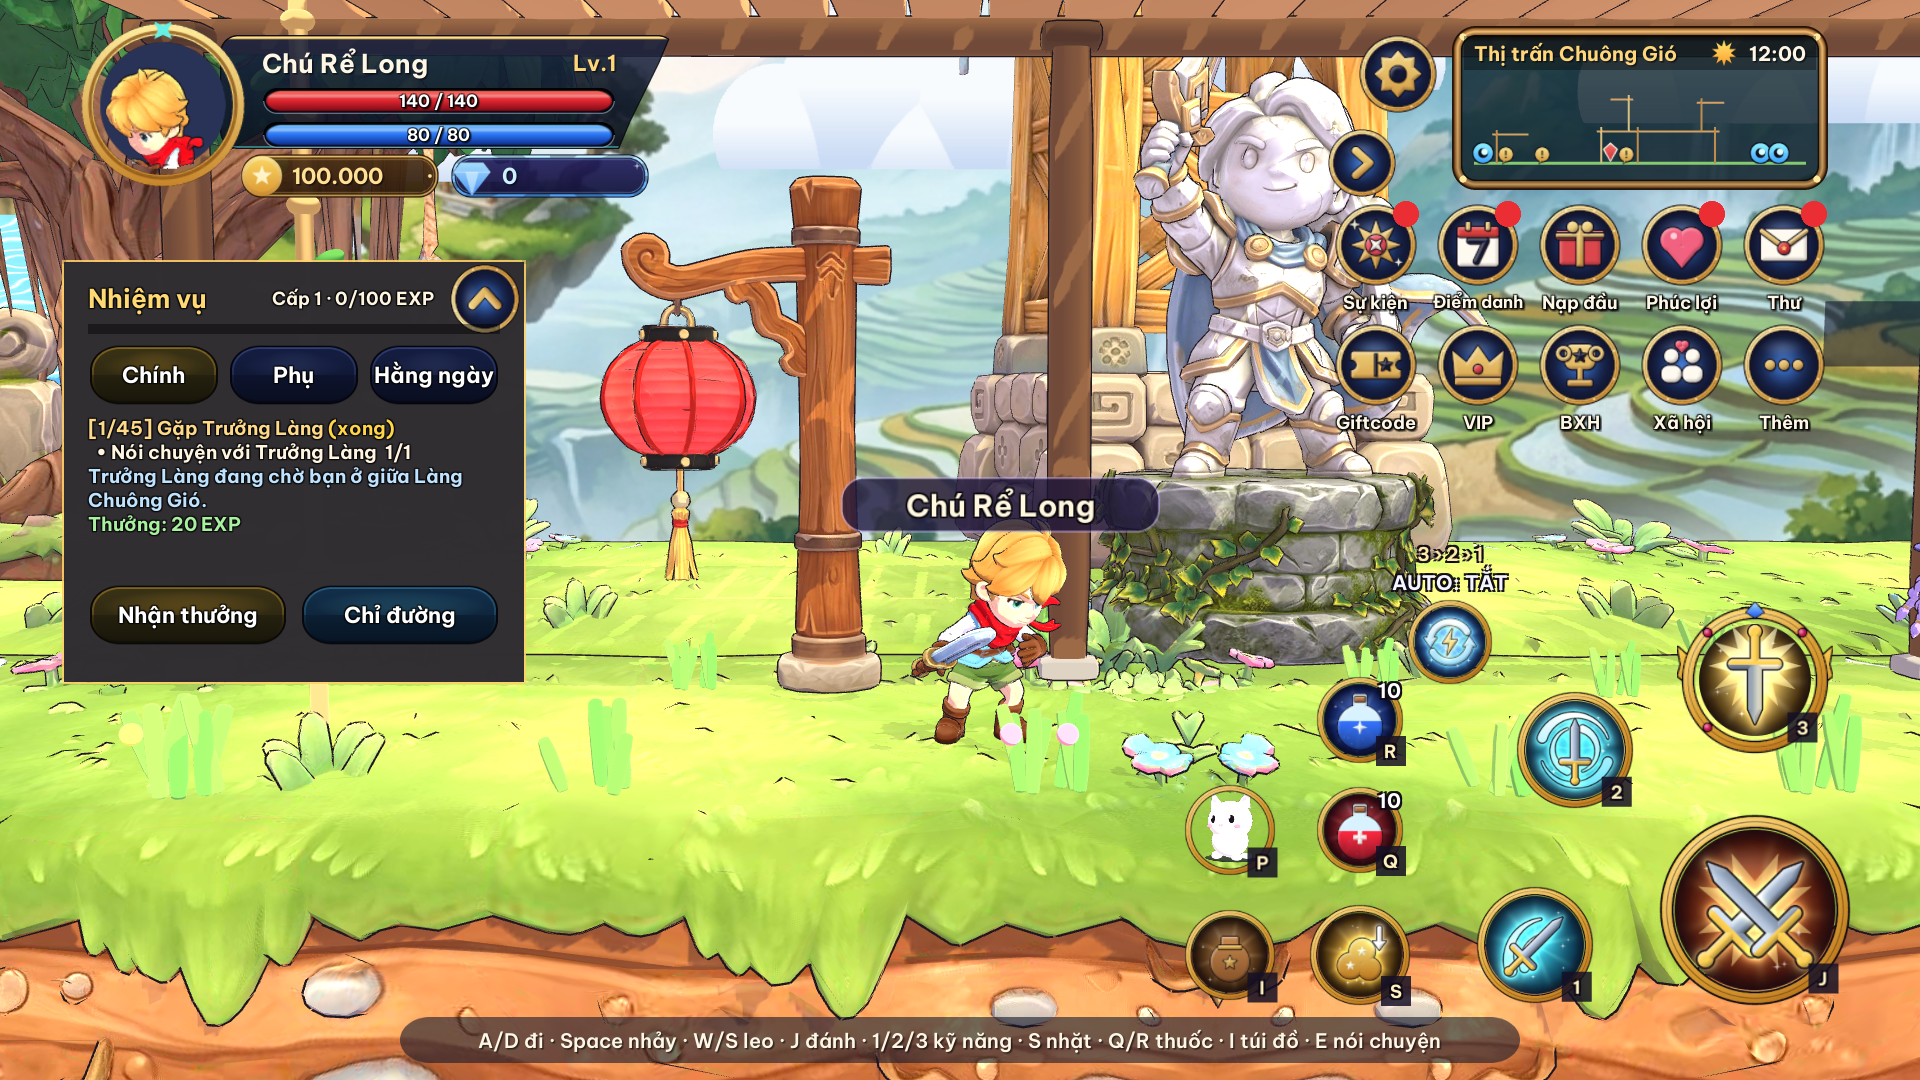 Chú Rể Long
Lv.1
140 / 140
80 / 80
100.000
0
Thị trấn Chuông Gió
12:00
Nhiệm vụ
Cấp 1 · 0/100 EXP
Chính
Phụ
Hằng ngày
[1/45] Gặp Trưởng Làng (xong)
• Nói chuyện với Trưởng Làng 1/1
Trưởng Làng đang chờ bạn ở giữa Làng
Chuông Gió.
Thưởng: 20 EXP
Nhận thưởng
Chỉ đường
7
Sự kiện
Điểm danh
Nạp đầu
Phúc lợi
Thư
Giftcode
VIP
BXH
Xã hội
Thêm
Chú Rể Long
3>2>1
AUTO: TẮT
10
R
3
2
10
Q
P
I
S
1
J
A/D đi · Space nhảy · W/S leo · J đánh · 1/2/3 kỹ năng · S nhặt · Q/R thuốc · I túi đồ · E nói chuyện